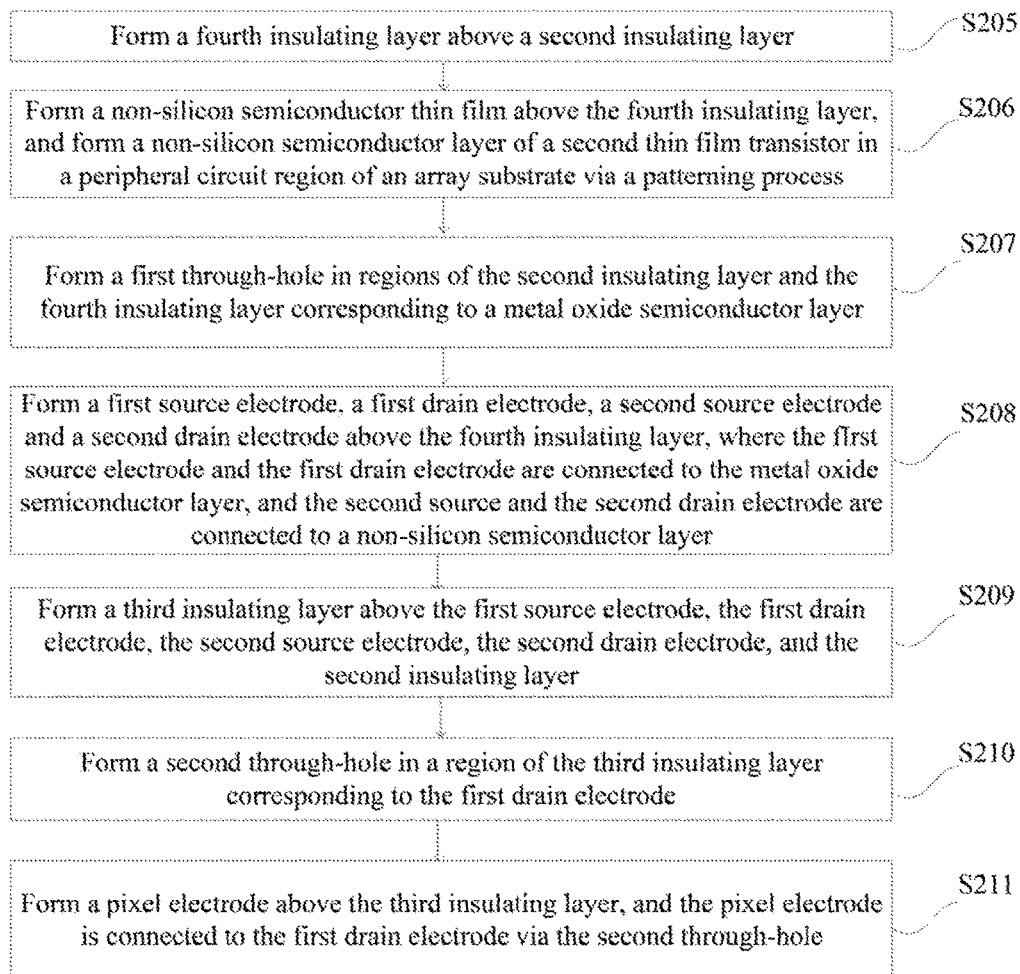 Form a fourth insulating layer above a second insulating layer
S205
Form a non-silicon semiconductor thin film above the fourth insulating layer,
and form a non-silicon semiconductor layer of a second thin film transistor in
a peripheral circuit region of an array substrate via a patterning process
S206
Form a first through-hole in regions of the second insulating layer and the
fourth insulating layer corresponding to a metal oxide semiconductor layer
S207
Form a first source electrode, a first drain electrode, a second source electrode
and a second drain electrode above the fourth insulating layer, where the first
source electrode and the first drain electrode are connected to the metal oxide
semiconductor layer, and the second source and the second drain electrode are
connected to a non-silicon semiconductor layer
S208
Form a third insulating layer above the first source electrode, the first drain
electrode, the second source electrode, the second drain electrode, and the
second insulating layer
S209
Form a second through-hole in a region of the third insulating layer
corresponding to the first drain electrode
S210
Form a pixel electrode above the third insulating layer, and the pixel electrode
is connected to the first drain electrode via the second through-hole
S211